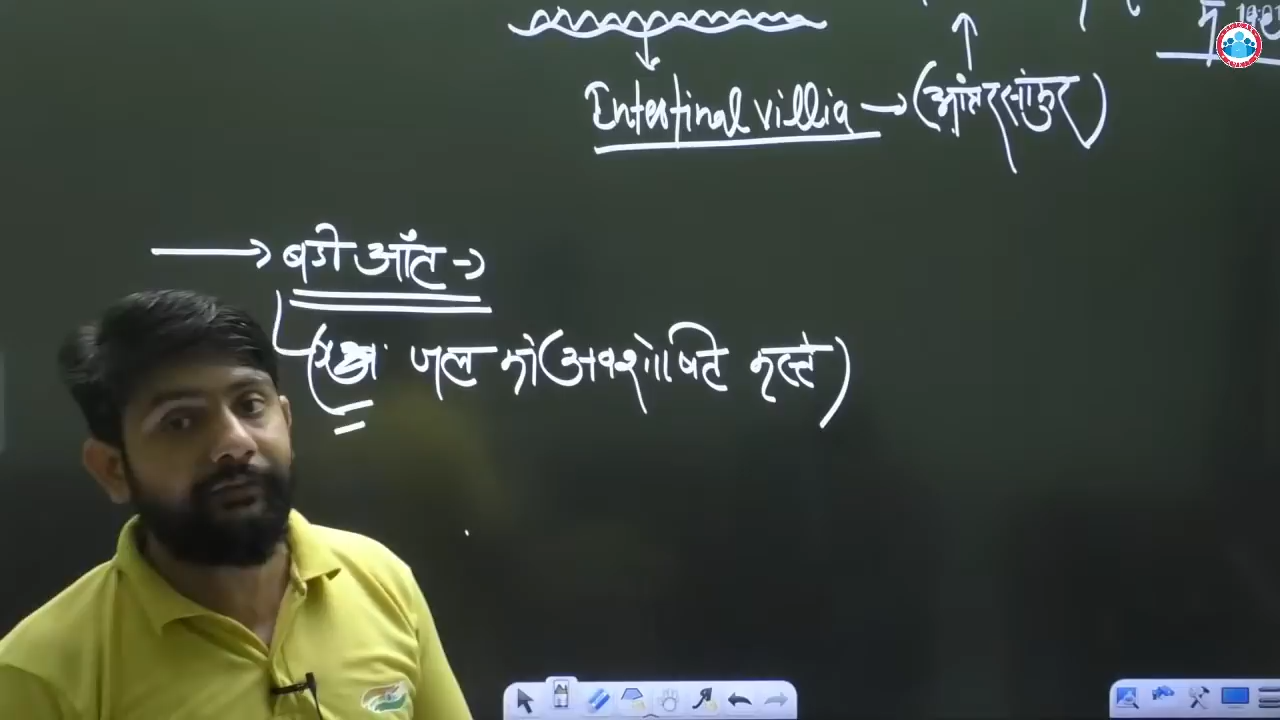 Intestinal villia → (आंत्र रसांकुर)
→ बडी आँत →
जल को (अवशोषित करते)